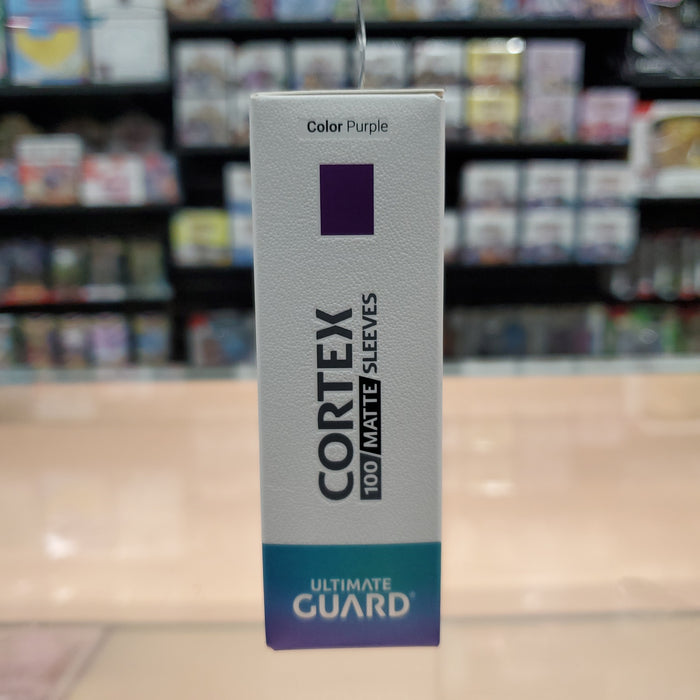 Color Purple
CORTEX
100/MATTE/SLEEVES
ULTIMATE
GUARD®